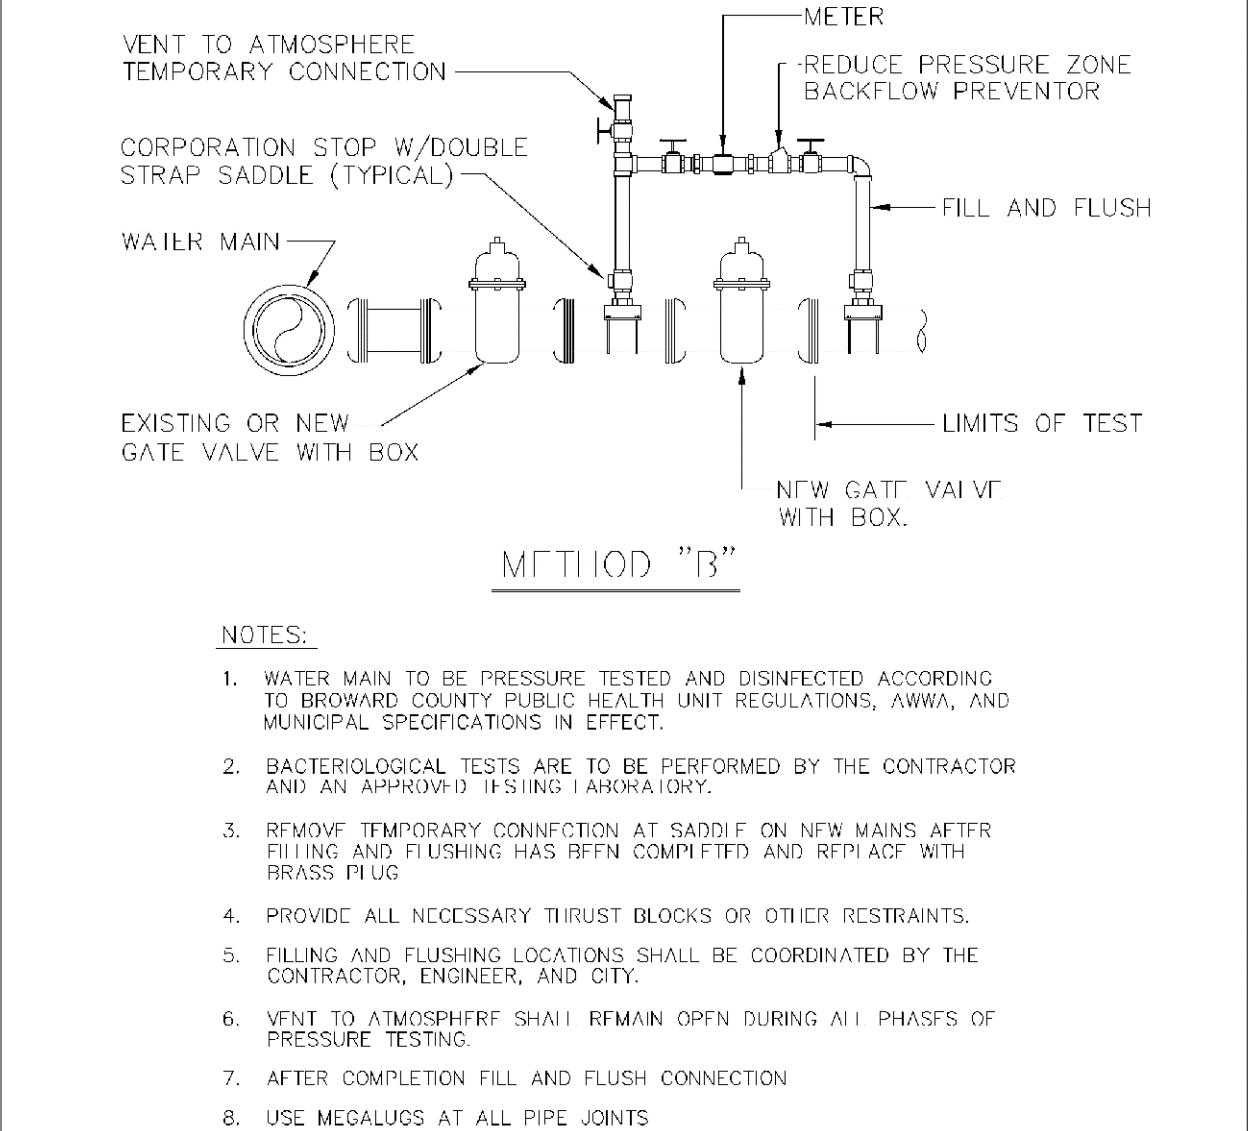 METER
VENT TO ATMOSPHERE
TEMPORARY CONNECTION
REDUCE PRESSURE ZONE
BACKFLOW PREVENTOR
CORPORATION STOP W/DOUBLE
STRAP SADDLE (TYPICAL)
FILL AND FLUSH
WATER MAIN
EXISTING OR NEW
GATE VALVE WITH BOX
LIMITS OF TEST
NEW GATE VALVE
WITH BOX.
METHOD "B"
NOTES:
1. WATER MAIN TO BE PRESSURE TESTED AND DISINFECTED ACCORDING
TO BROWARD COUNTY PUBLIC HEALTH UNIT REGULATIONS, AWWA, AND
MUNICIPAL SPECIFICATIONS IN EFFECT.
2. BACTERIOLOGICAL TESTS ARE TO BE PERFORMED BY THE CONTRACTOR
AND AN APPROVED TESTING LABORATORY.
3. REMOVE TEMPORARY CONNECTION AT SADDLE ON NEW MAINS AFTER
FILLING AND FLUSHING HAS BEEN COMPLETED AND REPLACE WITH
BRASS PLUG
4. PROVIDE ALL NECESSARY THRUST BLOCKS OR OTHER RESTRAINTS.
5. FILLING AND FLUSHING LOCATIONS SHALL BE COORDINATED BY THE
CONTRACTOR, ENGINEER, AND CITY.
6. VENT TO ATMOSPHERE SHALL REMAIN OPEN DURING ALL PHASES OF
PRESSURE TESTING.
7. AFTER COMPLETION FILL AND FLUSH CONNECTION
8. USE MEGALUGS AT ALL PIPE JOINTS